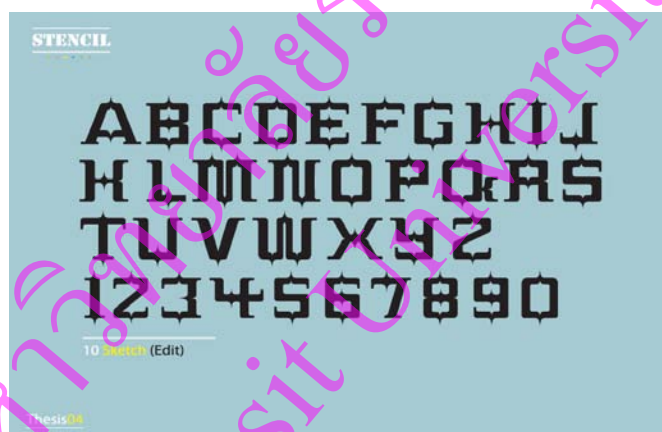 STENCIL
ABCDEFGHIJ
KLMNOPQRS
TUVWXYZ
1234567890
10 Sketch (Edit)
Thesis04